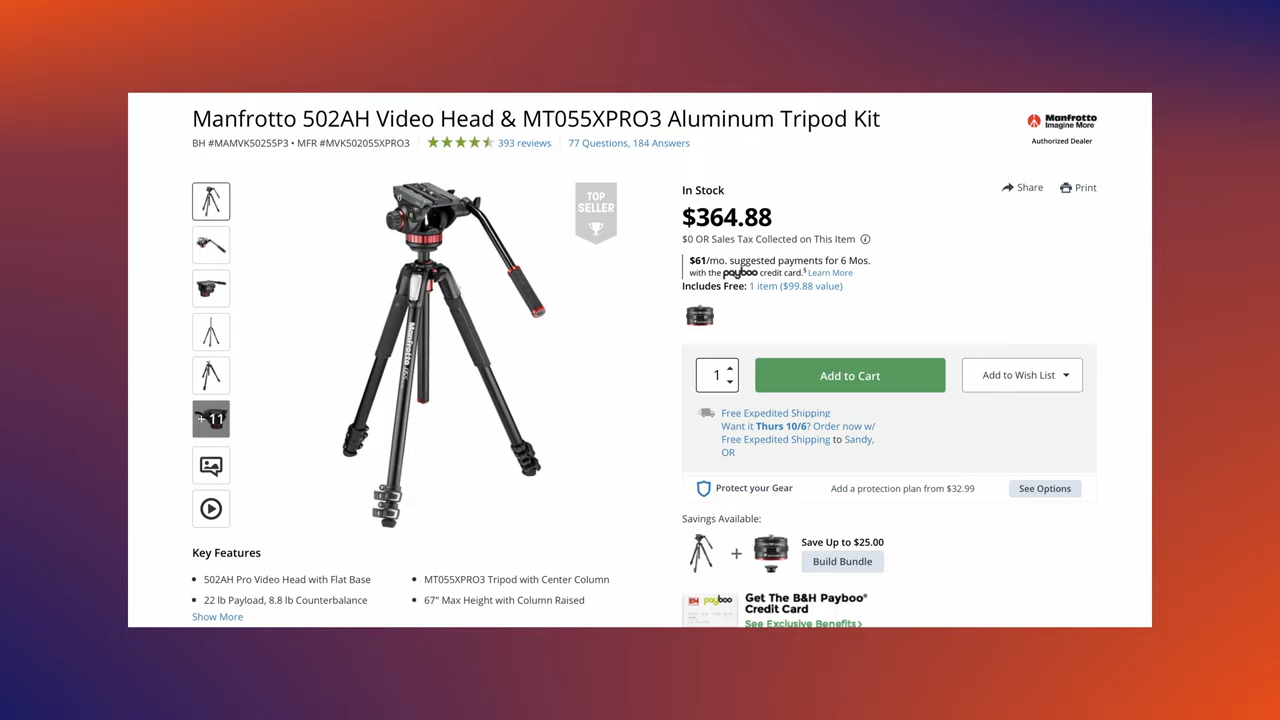 Manfrotto 502AH Video Head & MT055XPRO3 Aluminum Tripod Kit
BH #MAMVK50255P3 • MFR #MVK502055XPRO3
393 reviews
77 Questions, 184 Answers
Manfrotto
Imagine More
Authorized Dealer
TOP
SELLER
+ 11
Manfrotto
In Stock
Share
Print
$364.88
$0 OR Sales Tax Collected on This Item
$61/mo. suggested payments for 6 Mos.
with the payboo credit card.§ Learn More
Includes Free: 1 item ($99.88 value)
1
Add to Cart
Add to Wish List
Free Expedited Shipping
Want it Thurs 10/6? Order now w/
Free Expedited Shipping to Sandy,
OR
Protect your Gear
Add a protection plan from $32.99
See Options
Savings Available:
+
Save Up to $25.00
Build Bundle
Key Features
• 502AH Pro Video Head with Flat Base
• MT055XPRO3 Tripod with Center Column
• 22 lb Payload, 8.8 lb Counterbalance
• 67" Max Height with Column Raised
Show More
BH payboo
Get The B&H Payboo®
Credit Card
See Exclusive Benefits>